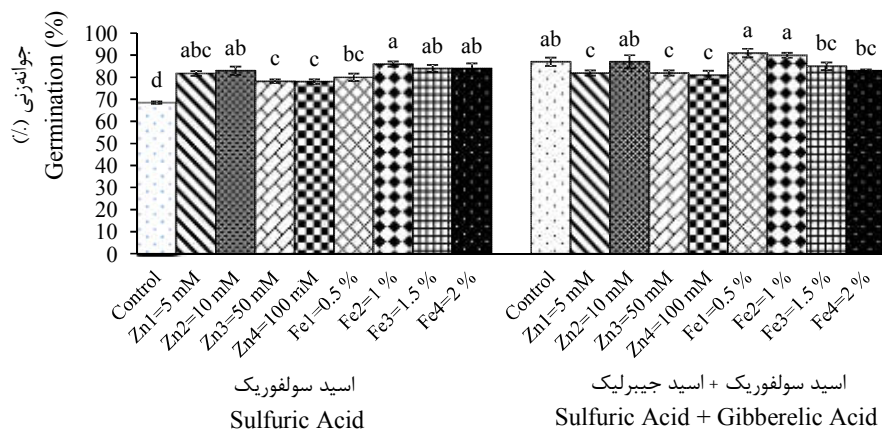 جوانه‌زنی (٪)
Germination (%)
100
90
80
70
60
50
40
30
20
10
0
d abc ab c c bc a ab ab
ab c ab c c a a bc bc
Control Zn1=5 mM Zn2=10 mM Zn3=50 mM Zn4=100 mM Fe1=0.5 % Fe2=1 % Fe3=1.5 % Fe4=2 %
Control Zn1=5 mM Zn2=10 mM Zn3=50 mM Zn4=100 mM Fe1=0.5 % Fe2=1 % Fe3=1.5 % Fe4=2 %
اسید سولفوریک
Sulfuric Acid
اسید سولفوریک + اسید جیبرلیک
Sulfuric Acid + Gibberelic Acid